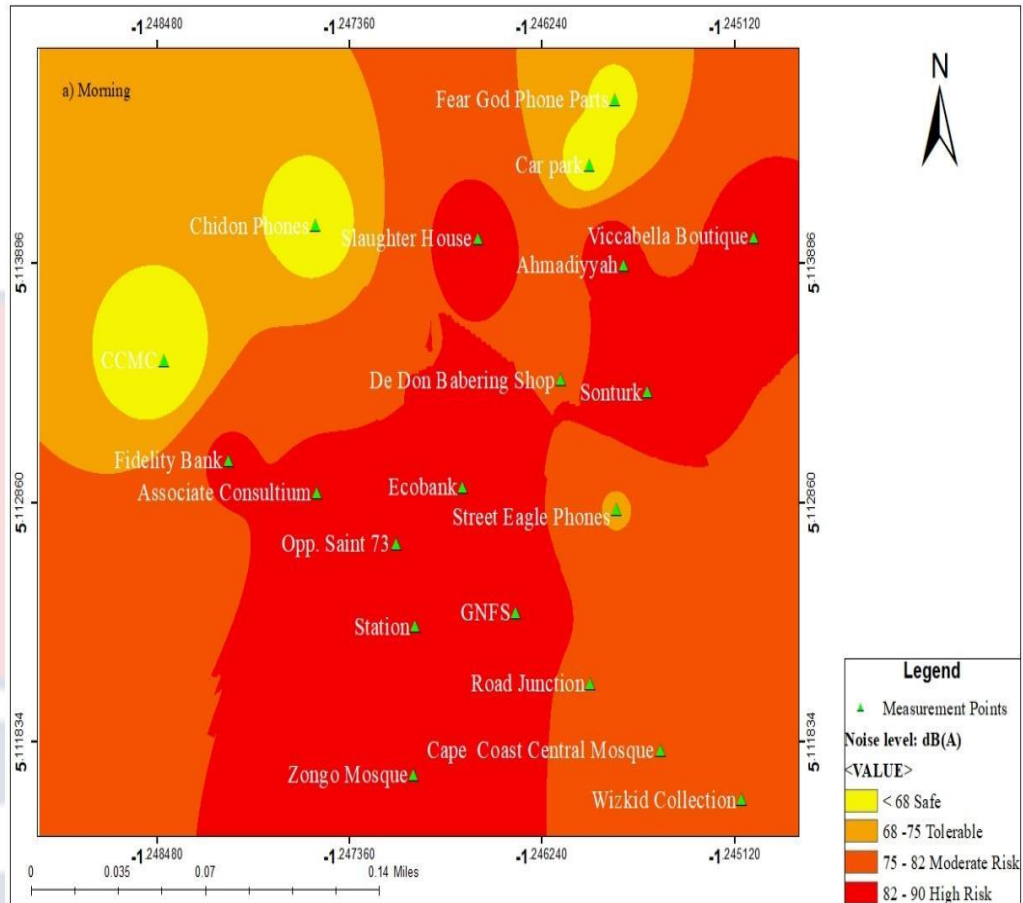 -1.248480 -1.247360 -1.246240 -1.245120
N
a) Morning
Fear God Phone Parts
Car park
Chidon Phones
Slaughter House
Viccabella Boutique
Ahmadiyyah
5.113886 5.113886
CCMC
De Don Babering Shop
Sonturk
Fidelity Bank
Associate Consultium
Ecobank
5.112860 5.112860
Street Eagle Phones
Opp. Saint 73
GNFS
Station
Road Junction
Cape Coast Central Mosque
5.111834 5.111834
Zongo Mosque
Wizkid Collection
-1.248480 -1.247360 -1.246240 -1.245120
0 0.035 0.07 0.14 Miles
Legend
Measurement Points
Noise level: dB(A)
<VALUE>
< 68 Safe
68 -75 Tolerable
75 - 82 Moderate Risk
82 - 90 High Risk